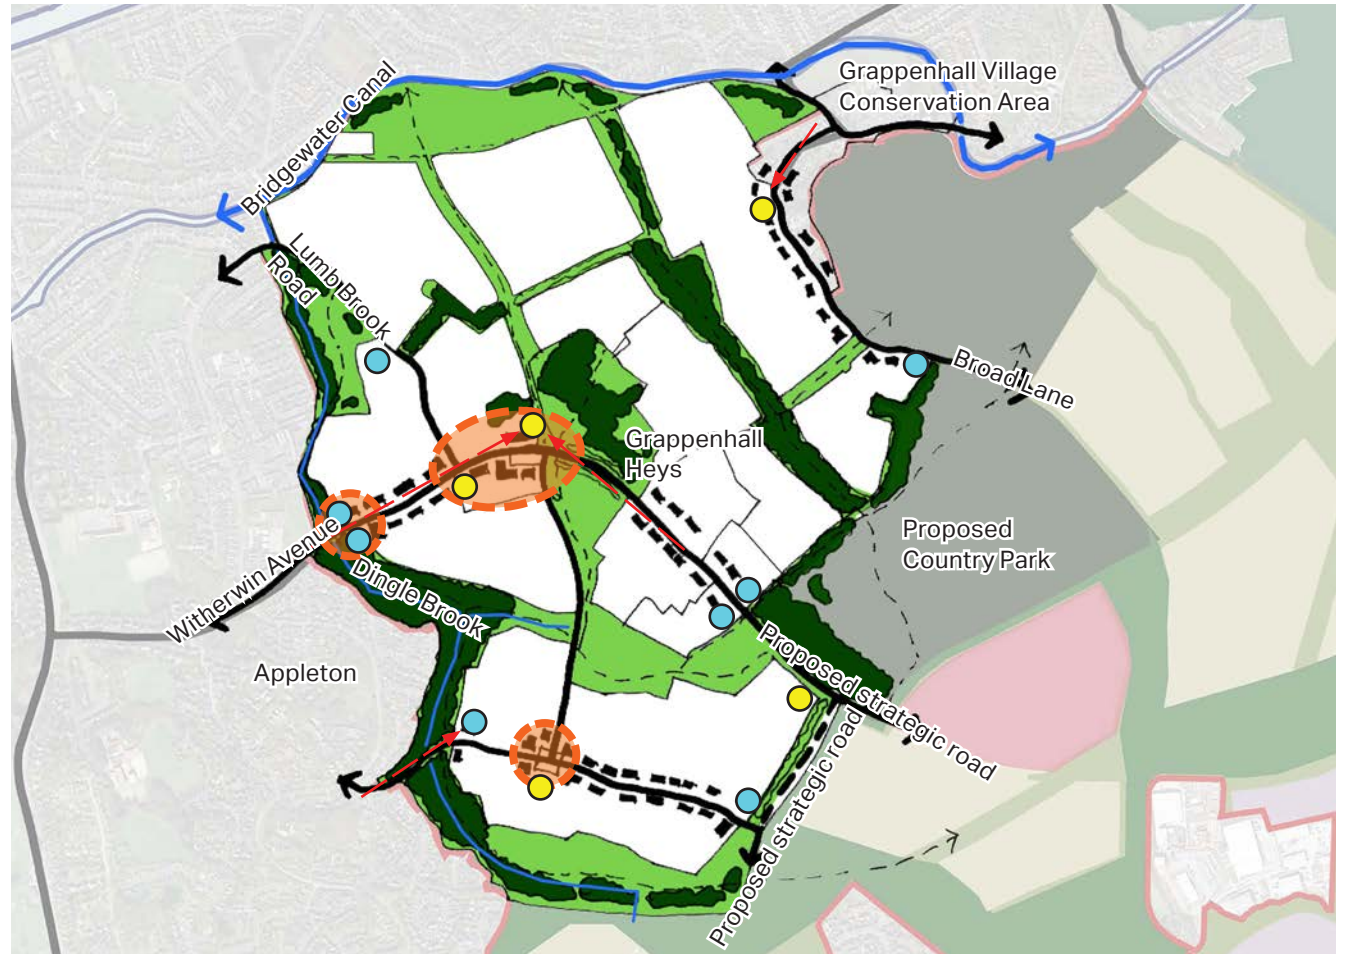 Grappenhall Village
Conservation Area
Bridgewater Canal
Lumb Brook
Road
Broad Lane
Grappenhall
Heys
Proposed
Country Park
Witherwin Avenue
Dingle Brook
Appleton
Proposed strategic road
Proposed strategic road